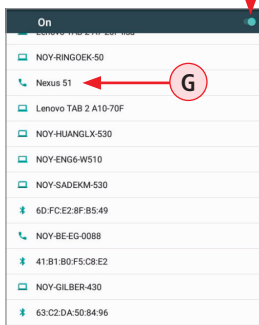 On
NOY-RINGOEK-50
Nexus 51
G
Lenovo TAB 2 A10-70F
NOY-HUANGLX-530
NOY-ENG6-W510
NOY-SADEKM-530
6D:FC:E2:8F:B5:49
NOY-BE-EG-0088
41:B1:B0:F5:C8:E2
NOY-GILBER-430
63:C2:DA:50:84:96